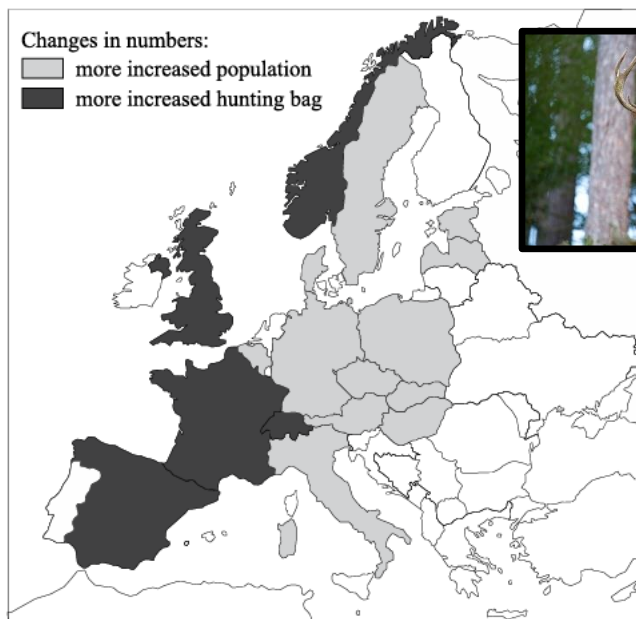 Changes in numbers:
more increased population
more increased hunting bag